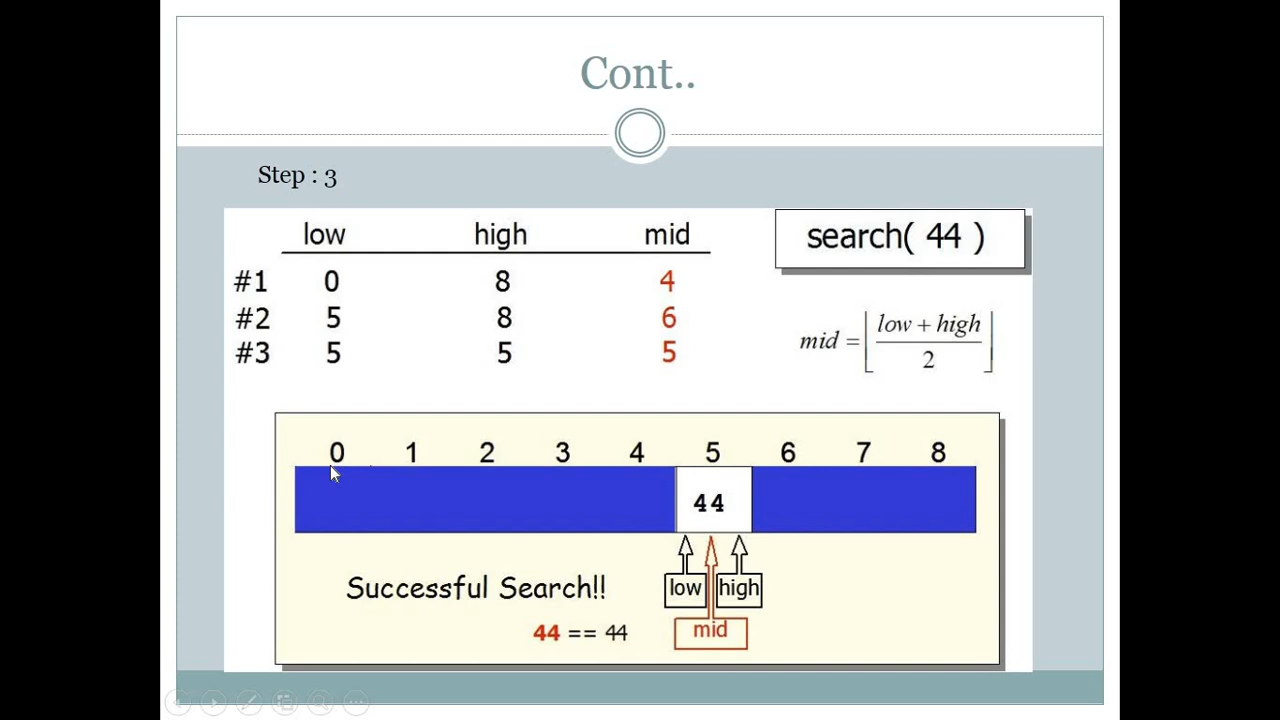 Cont..
Step : 3
low high mid
#1 0 8 4
#2 5 8 6
#3 5 5 5
search( 44 )
mid = ⌊(low + high)/2⌋
0 1 2 3 4 5 6 7 8
44
low high
mid
Successful Search!!
44 == 44